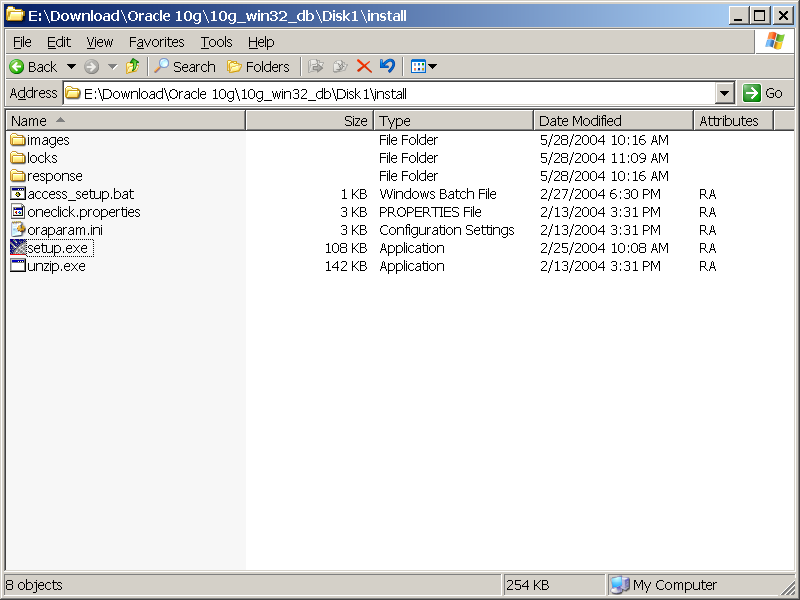 E:\Download\Oracle 10g\10g_win32_db\Disk1\install
File Edit View Favorites Tools Help
Back Search Folders
Address E:\Download\Oracle 10g\10g_win32_db\Disk1\install Go
Name Size Type Date Modified Attributes
images File Folder 5/28/2004 10:16 AM
locks File Folder 5/28/2004 11:09 AM
response File Folder 5/28/2004 10:16 AM
access_setup.bat 1 KB Windows Batch File 2/27/2004 6:30 PM RA
oneclick.properties 3 KB PROPERTIES File 2/13/2004 3:31 PM RA
oraparam.ini 3 KB Configuration Settings 2/13/2004 3:31 PM RA
setup.exe 108 KB Application 2/25/2004 10:08 AM RA
unzip.exe 142 KB Application 2/13/2004 3:31 PM RA
8 objects 254 KB My Computer